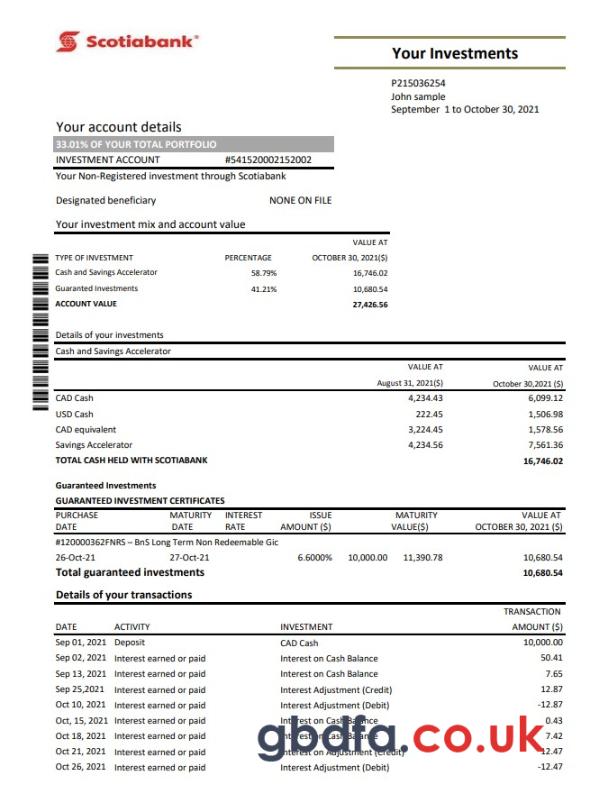 Scotiabank®
Your Investments
P215036254
John sample
September 1 to October 30, 2021
Your account details
33.01% OF YOUR TOTAL PORTFOLIO
INVESTMENT ACCOUNT #541520002152002
Your Non-Registered investment through Scotiabank
Designated beneficiary NONE ON FILE
Your investment mix and account value
VALUE AT
TYPE OF INVESTMENT PERCENTAGE OCTOBER 30, 2021($)
Cash and Savings Accelerator 58.79% 16,746.02
Guaranted Investments 41.21% 10,680.54
ACCOUNT VALUE 27,426.56
Details of your investments
Cash and Savings Accelerator
VALUE AT VALUE AT
August 31, 2021($) October 30,2021 ($)
CAD Cash 4,234.43 6,099.12
USD Cash 222.45 1,506.98
CAD equivalent 3,224.45 1,578.56
Savings Accelerator 4,234.56 7,561.36
TOTAL CASH HELD WITH SCOTIABANK 16,746.02
Guaranteed Investments
GUARANTEED INVESTMENT CERTIFICATES
PURCHASE MATURITY INTEREST ISSUE MATURITY VALUE AT
DATE DATE RATE AMOUNT ($) VALUE($) OCTOBER 30, 2021 ($)
#120000362FNRS – BnS Long Term Non Redeemable Gic
26-Oct-21 27-Oct-21 6.6000% 10,000.00 11,390.78 10,680.54
Total guaranteed investments 10,680.54
Details of your transactions
TRANSACTION
DATE ACTIVITY INVESTMENT AMOUNT ($)
Sep 01, 2021 Deposit CAD Cash 10,000.00
Sep 02, 2021 Interest earned or paid Interest on Cash Balance 50.41
Sep 13, 2021 Interest earned or paid Interest on Cash Balance 7.65
Sep 25,2021 Interest earned or paid Interest Adjustment (Credit) 12.87
Oct 10, 2021 Interest earned or paid Interest Adjustment (Debit) -12.87
Oct, 15, 2021 Interest earned or paid Interest on Cash Balance 0.43
Oct 18, 2021 Interest earned or paid Interest on Cash Balance 7.42
gbdfa.co.uk
Oct 21, 2021 Interest earned or paid Interest on Adjustment (Credit) 12.47
Oct 26, 2021 Interest earned or paid Interest Adjustment (Debit) -12.47